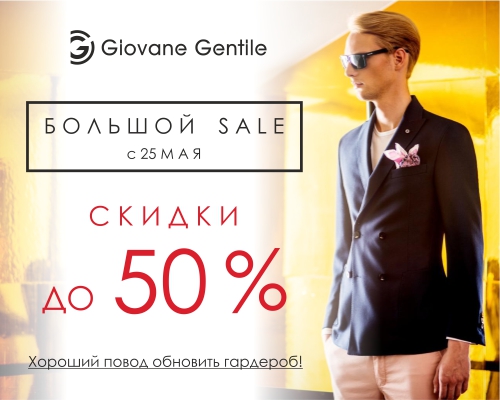 Giovane Gentile
БОЛЬШОЙ SALE
с 25 МАЯ
СКИДКИ
до 50 %
Хороший повод обновить гардероб!